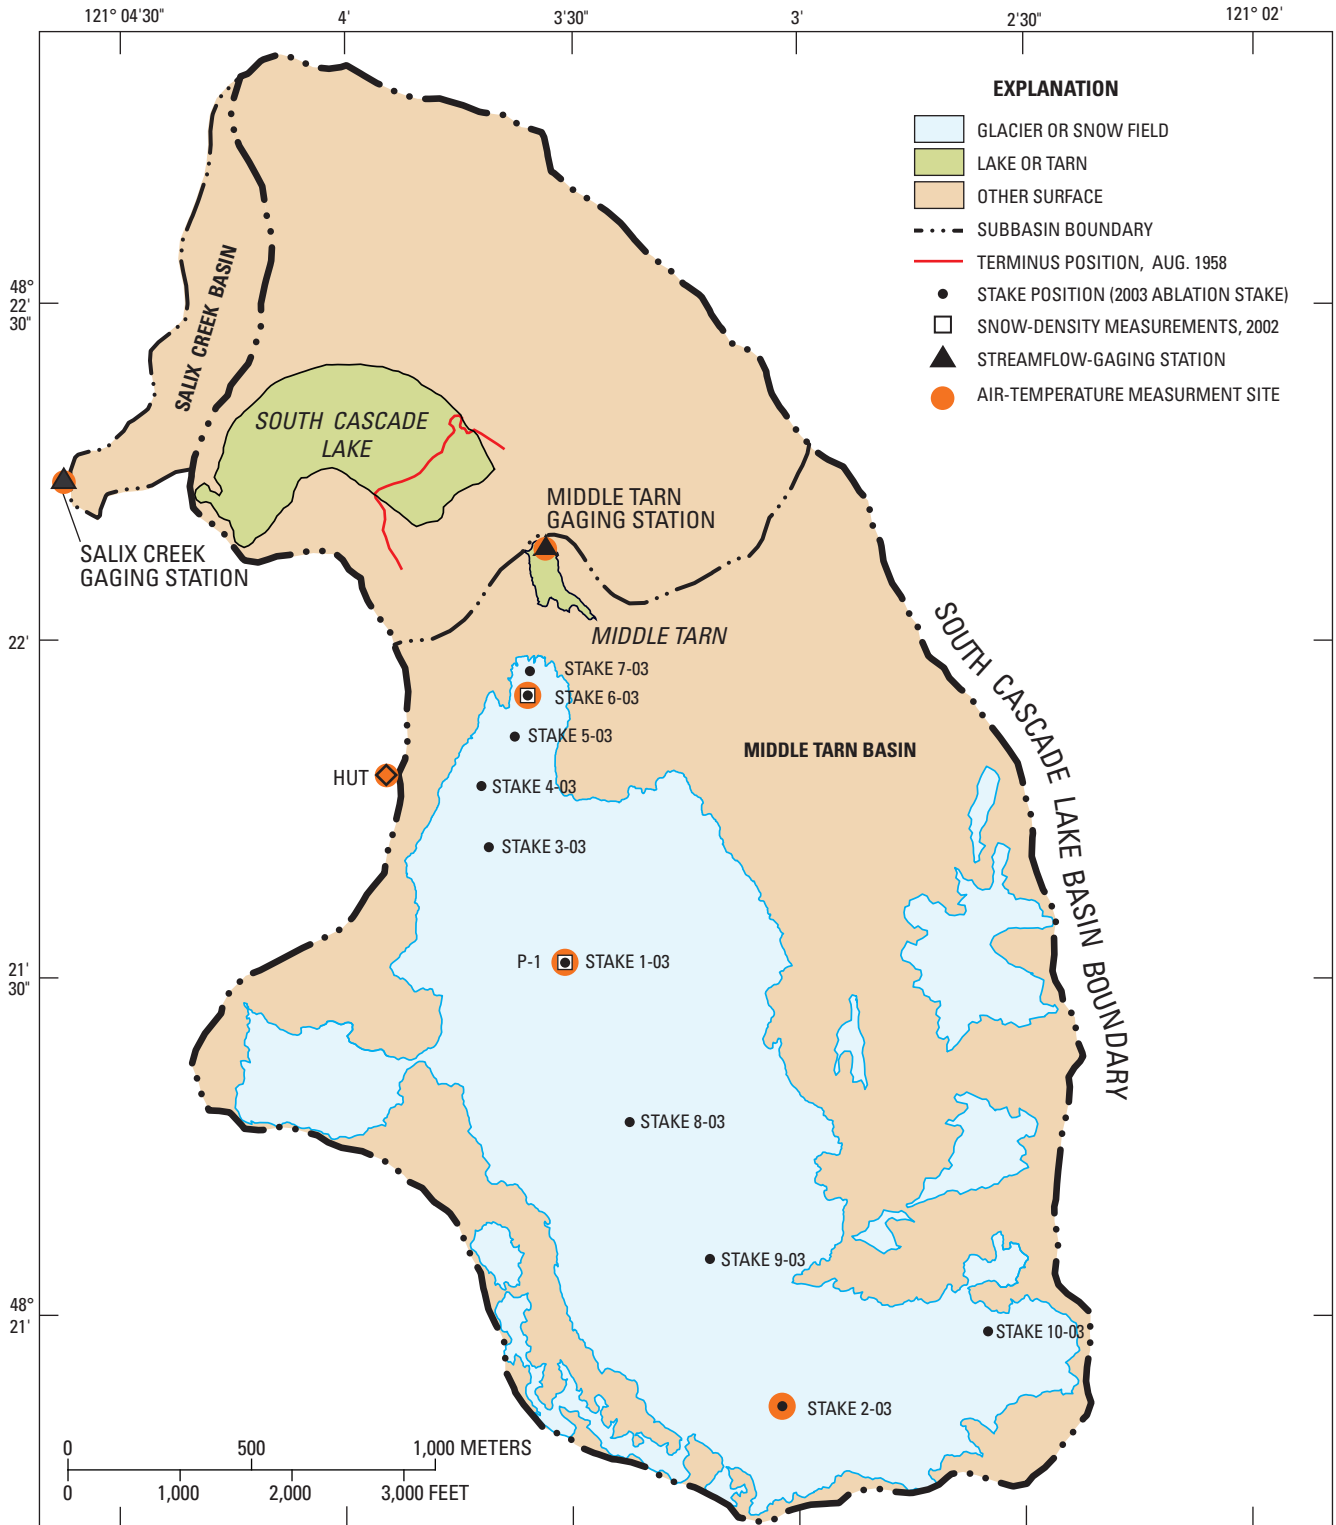 121° 04'30"
4'
3'30"
3'
2'30"
121° 02'
EXPLANATION
GLACIER OR SNOW FIELD
LAKE OR TARN
OTHER SURFACE
SUBBASIN BOUNDARY
TERMINUS POSITION, AUG. 1958
STAKE POSITION (2003 ABLATION STAKE)
SNOW-DENSITY MEASUREMENTS, 2002
STREAMFLOW-GAGING STATION
AIR-TEMPERATURE MEASURMENT SITE
48°
22'
30"
SALIX CREEK BASIN
SOUTH CASCADE
LAKE
MIDDLE TARN
GAGING STATION
SALIX CREEK
GAGING STATION
22'
MIDDLE TARN
SOUTH CASCADE LAKE BASIN BOUNDARY
STAKE 7-03
STAKE 6-03
STAKE 5-03
MIDDLE TARN BASIN
HUT
STAKE 4-03
STAKE 3-03
21'
30"
P-1
STAKE 1-03
STAKE 8-03
STAKE 9-03
48°
21'
STAKE 10-03
STAKE 2-03
0
500
1,000 METERS
0
1,000
2,000
3,000 FEET